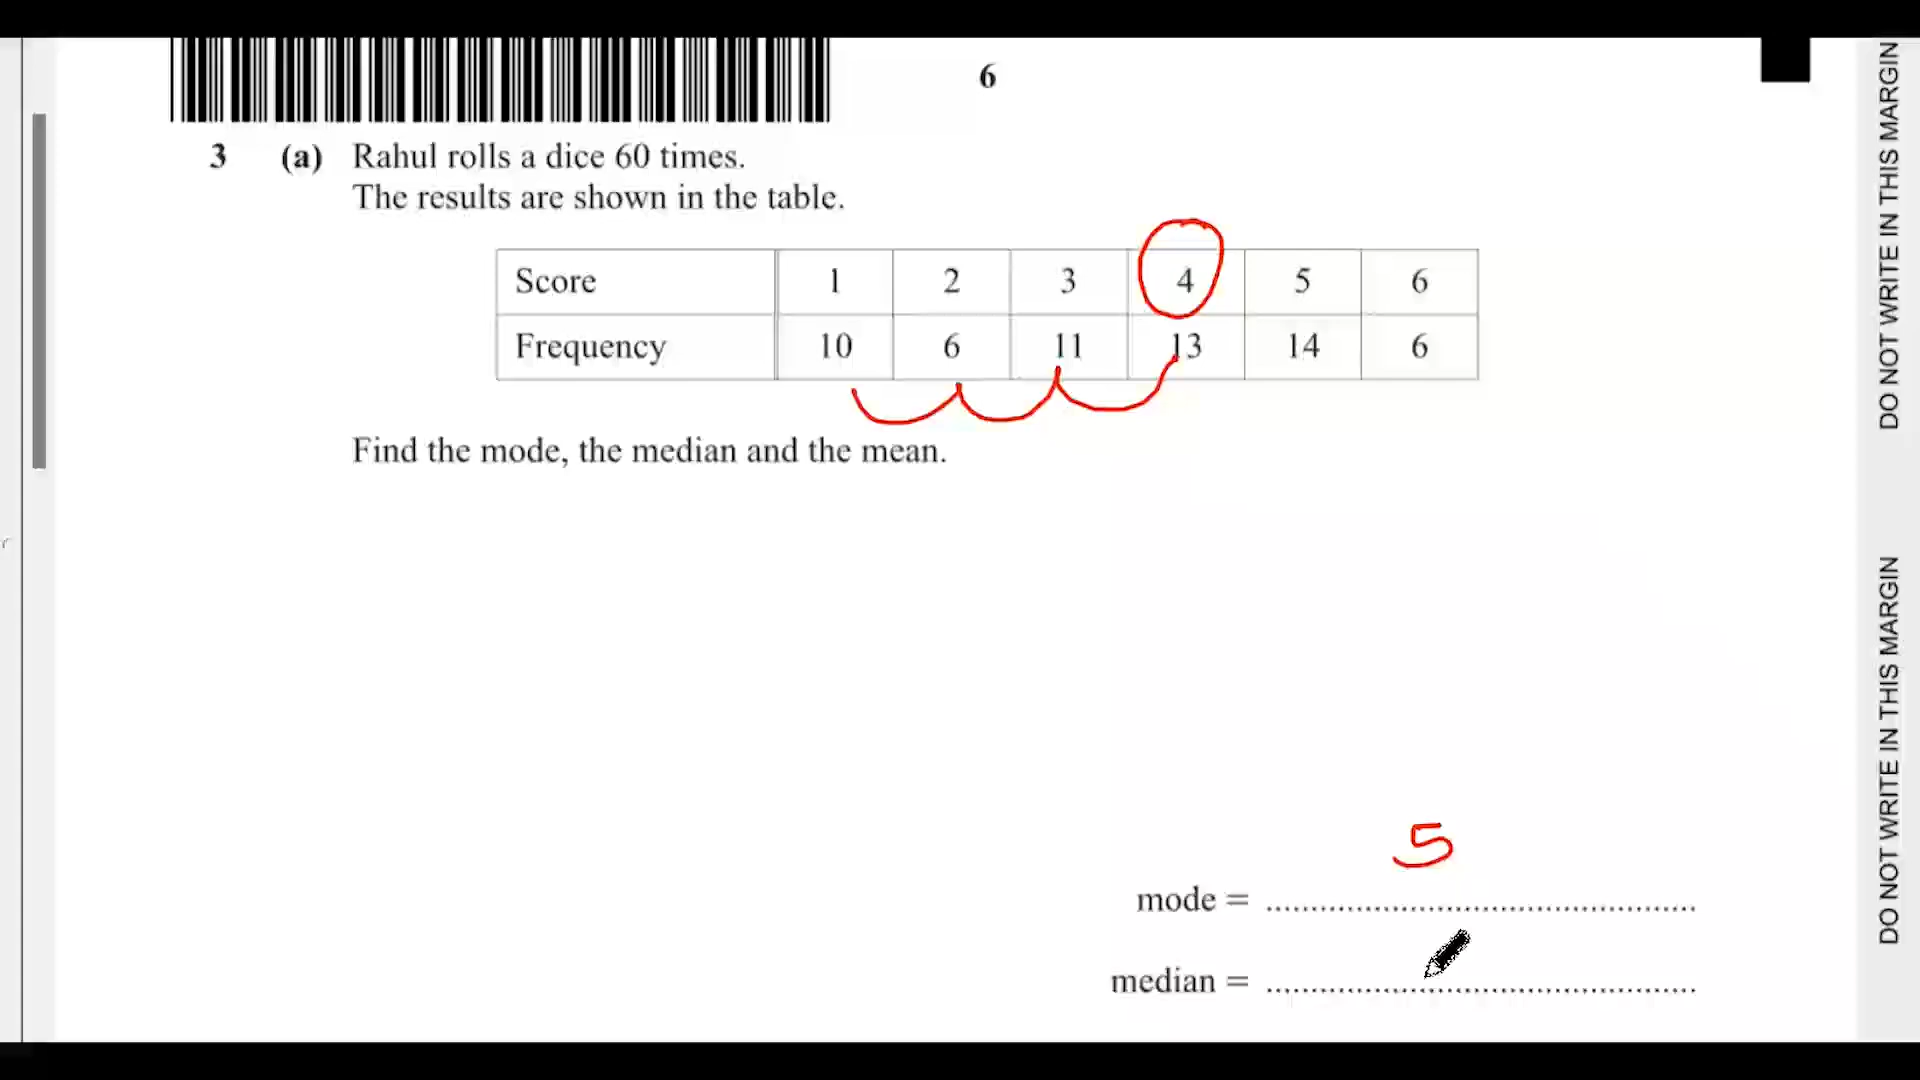 6
3 (a) Rahul rolls a dice 60 times.
The results are shown in the table.
Score 1 2 3 4 5 6
Frequency 10 6 11 13 14 6
Find the mode, the median and the mean.
5
mode = ..............................................
median = ..............................................
DO NOT WRITE IN THIS MARGIN
DO NOT WRITE IN THIS MARGIN